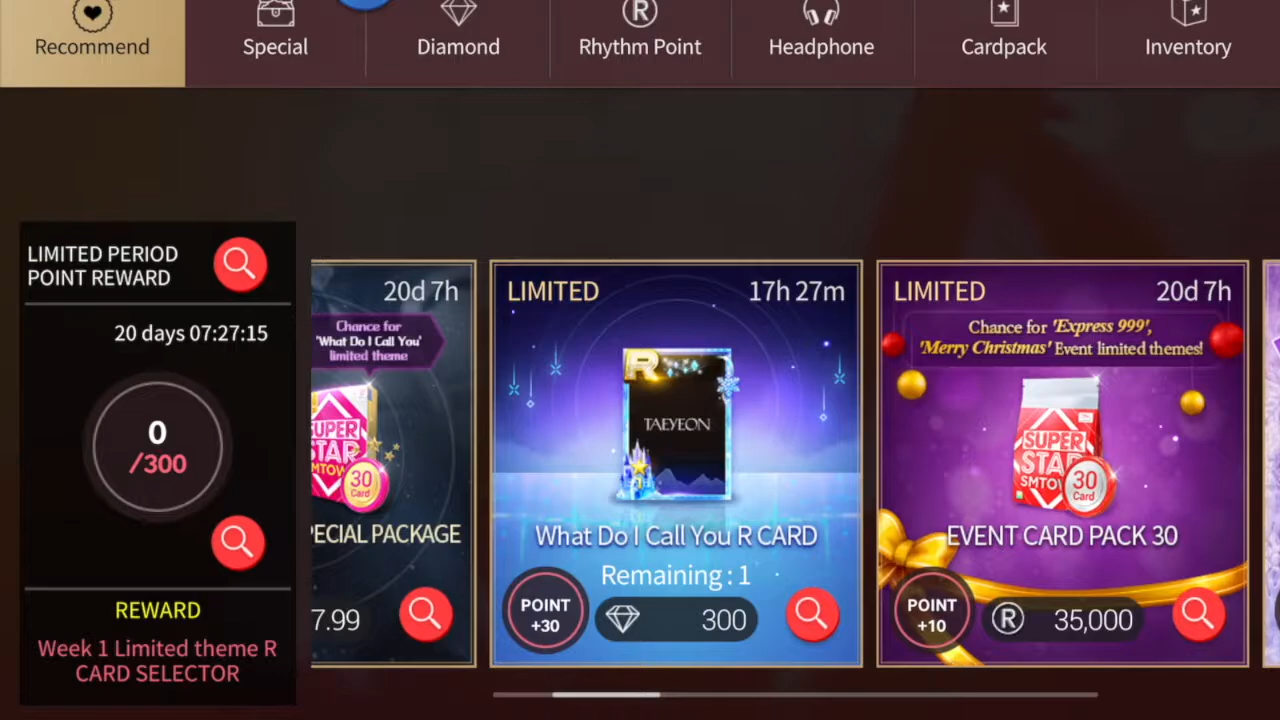 Recommend
Special
Diamond
Rhythm Point
Headphone
Cardpack
Inventory
LIMITED PERIOD
POINT REWARD
20 days 07:27:15
0
/300
REWARD
Week 1 Limited theme R
CARD SELECTOR
20d 7h
Chance for
'What Do I Call You'
limited theme
SUPER
STAR
SMTOW
30
Card
PECIAL PACKAGE
7.99
LIMITED
17h 27m
R
TAEYEON
What Do I Call You R CARD
Remaining : 1
POINT
+30
300
LIMITED
20d 7h
Chance for 'Express 999',
'Merry Christmas' Event limited themes!
SUPER
STAR
SMTOW
30
Card
EVENT CARD PACK 30
POINT
+10
R
35,000